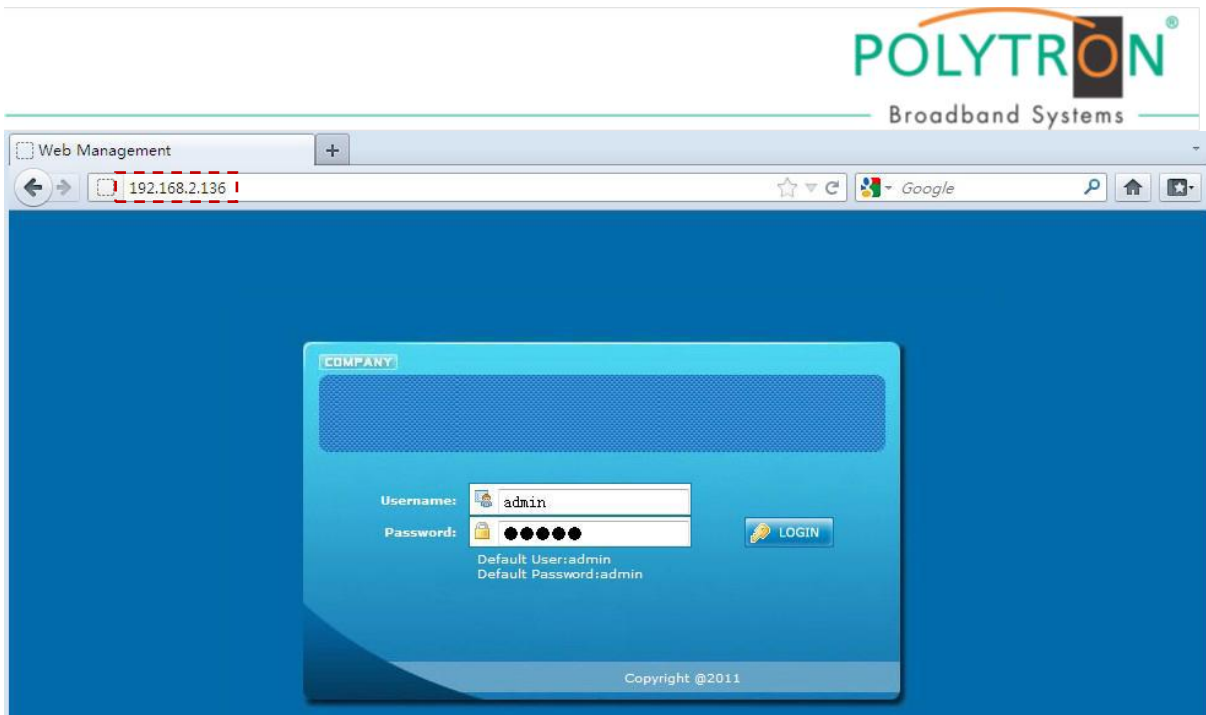 POLYTRON®
Broadband Systems
Web Management
192.168.2.136
Google
COMPANY
Username: admin
Password: ●●●●●
LOGIN
Default User:admin
Default Password:admin
Copyright @2011